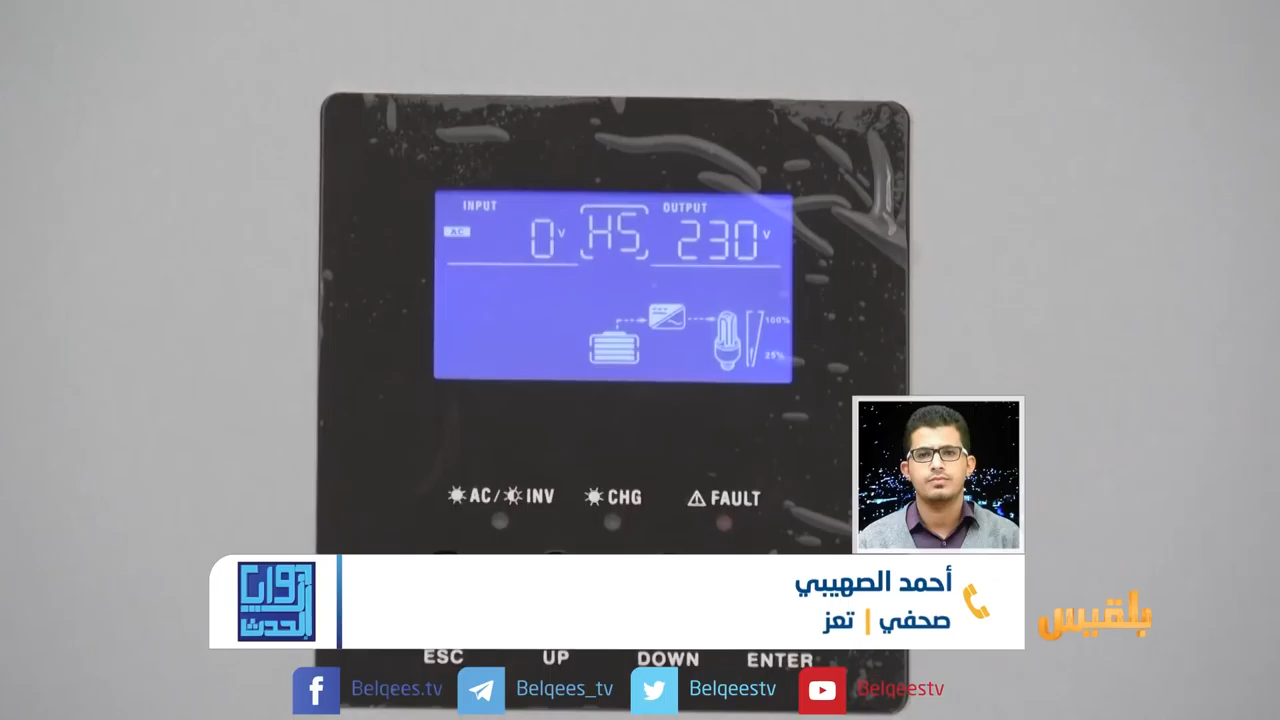 INPUT
OUTPUT
AC
0V
HS
230V
100%
25%
AC/ INV
CHG
FAULT
أحمد الصهيبي
صحفي | تعز
زوايا الحدث
بلقيس
ESC
UP
DOWN
ENTER
Belqees.tv
Belqees_tv
Belqeestv
Belqeestv